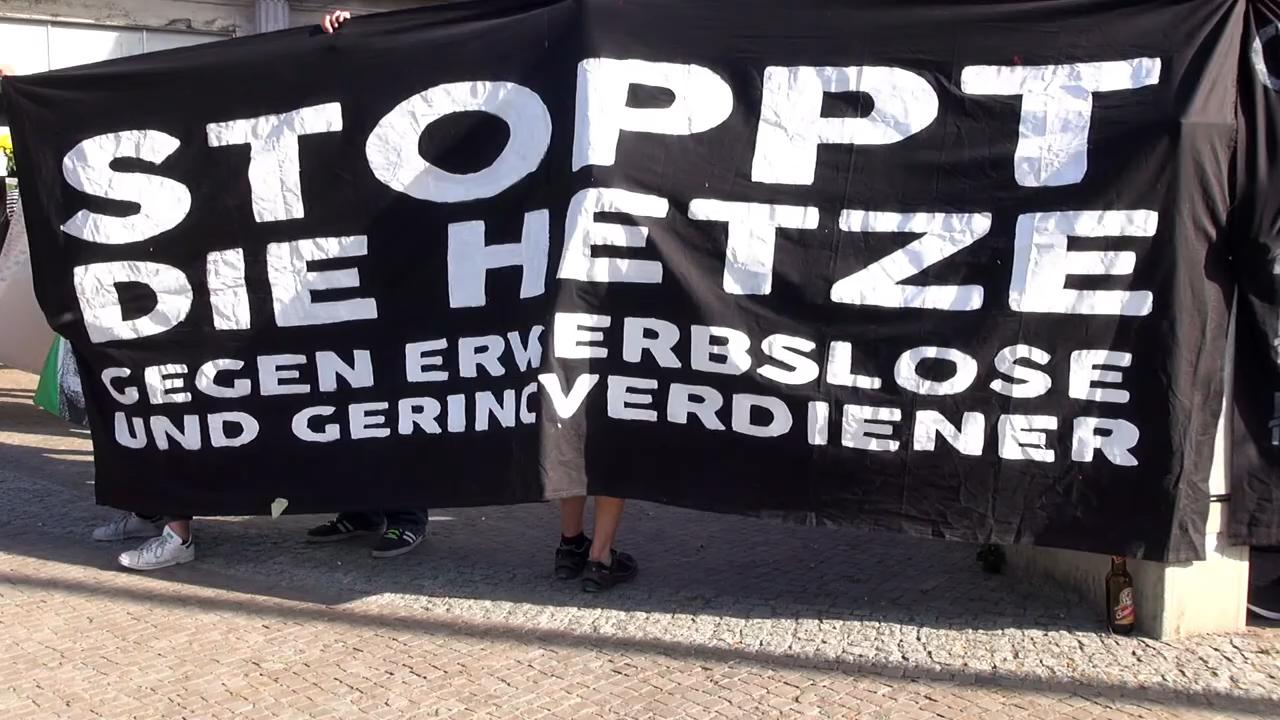 STOPPT
DIE HETZE
GEGEN ERWERBSLOSE
UND GERINGVERDIENER